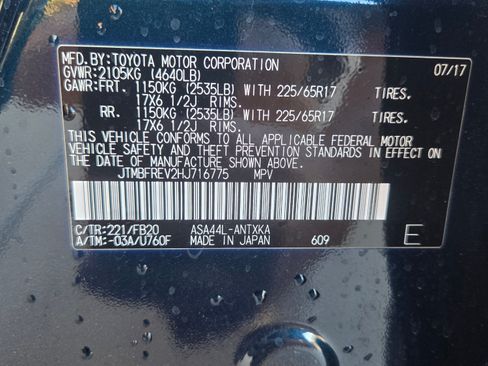 MFD. BY: TOYOTA MOTOR CORPORATION 07/17
GVWR: 2105KG (4640LB)
GAWR: FRT. 1150KG (2535LB) WITH 225/65R17 TIRES.
17X6 1/2J RIMS.
RR. 1150KG (2535LB) WITH 225/65R17 TIRES.
17X6 1/2J RIMS.
THIS VEHICLE CONFORMS TO ALL APPLICABLE FEDERAL MOTOR
VEHICLE SAFETY AND THEFT PREVENTION STANDARDS IN EFFECT ON
THE DATE OF MANUFACTURE SHOWN ABOVE.
JTMBFREV2HJ716775 MPV
C/TR: 221/FB20 ASA44L-ANTXKA
A/TM: -03A/U760F MADE IN JAPAN 609 E